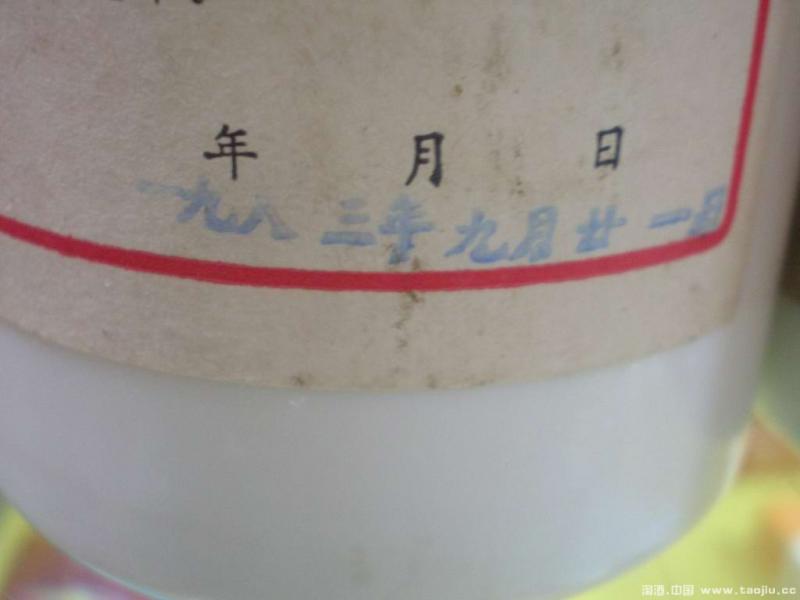 年 月 日
一九八三年九月廿一日
淘酒.中国 www.taojiu.cc